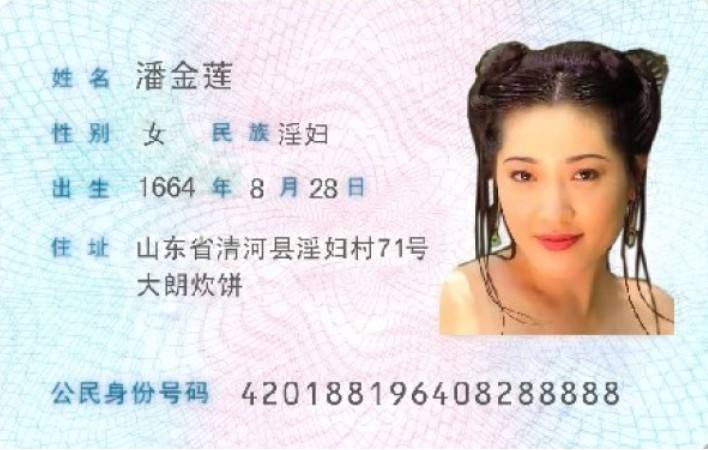 姓名 潘金莲
性别 女 民族 淫妇
出生 1664 年 8 月 28 日
住址 山东省清河县淫妇村71号
大朗炊饼
公民身份号码 420188196408288888